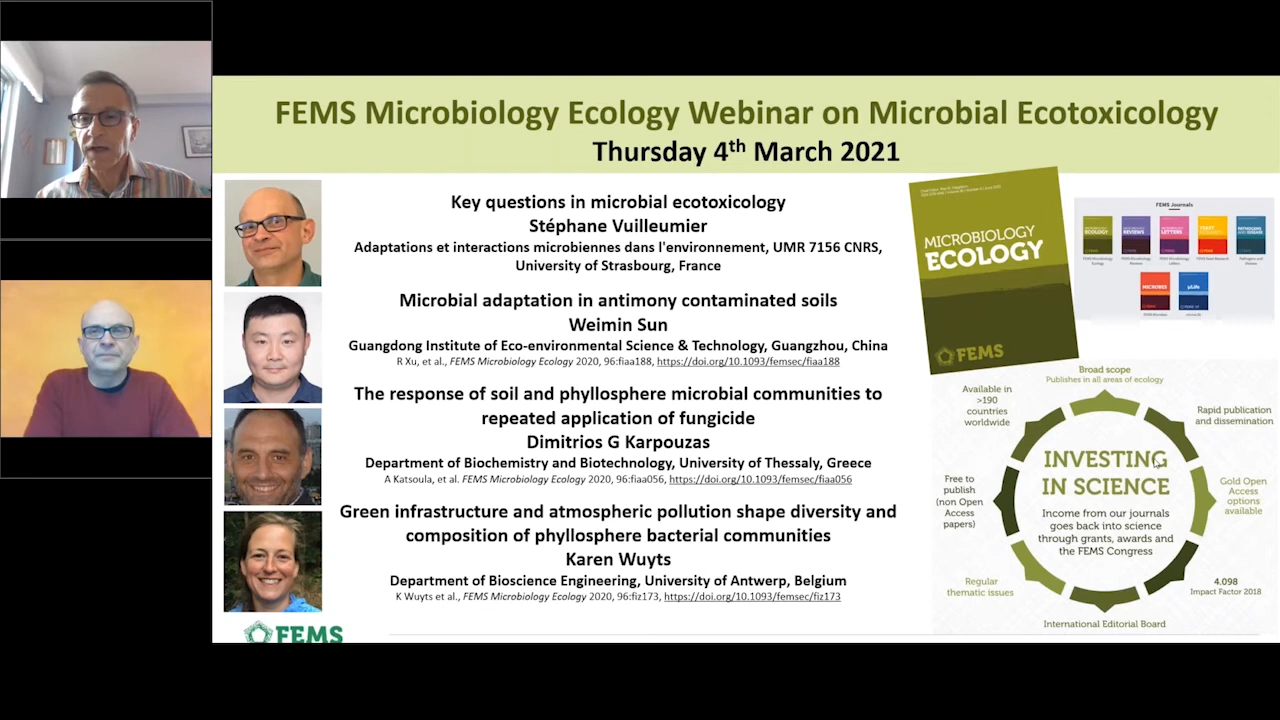 FEMS Microbiology Ecology Webinar on Microbial Ecotoxicology
Thursday 4th March 2021
Key questions in microbial ecotoxicology
Stéphane Vuilleumier
Adaptations et interactions microbiennes dans l'environnement, UMR 7156 CNRS,
University of Strasbourg, France
Microbial adaptation in antimony contaminated soils
Weimin Sun
Guangdong Institute of Eco-environmental Science & Technology, Guangzhou, China
R Xu, et al., FEMS Microbiology Ecology 2020, 96:fiaa188, https://doi.org/10.1093/femsec/fiaa188
The response of soil and phyllosphere microbial communities to
repeated application of fungicide
Dimitrios G Karpouzas
Department of Biochemistry and Biotechnology, University of Thessaly, Greece
A Katsoula, et al. FEMS Microbiology Ecology 2020, 96:fiaa056, https://doi.org/10.1093/femsec/fiaa056
Green infrastructure and atmospheric pollution shape diversity and
composition of phyllosphere bacterial communities
Karen Wuyts
Department of Bioscience Engineering, University of Antwerp, Belgium
K Wuyts et al., FEMS Microbiology Ecology 2020, 96:fiz173, https://doi.org/10.1093/femsec/fiz173
FEMS
MICROBIOLOGY
ECOLOGY
FEMS
FEMS Journals
ECOLOGY
REVIEWS
LETTERS
MICROBES
µLife
Broad scope
Publishes in all areas of ecology
Available in
>190
countries
worldwide
Rapid publication
and dissemination
INVESTING
IN SCIENCE
Income from our journals
goes back into science
through grants, awards and
the FEMS Congress
Free to
publish
(non Open
Access
papers)
Gold Open
Access
options
available
Regular
thematic issues
4.098
Impact Factor 2018
International Editorial Board